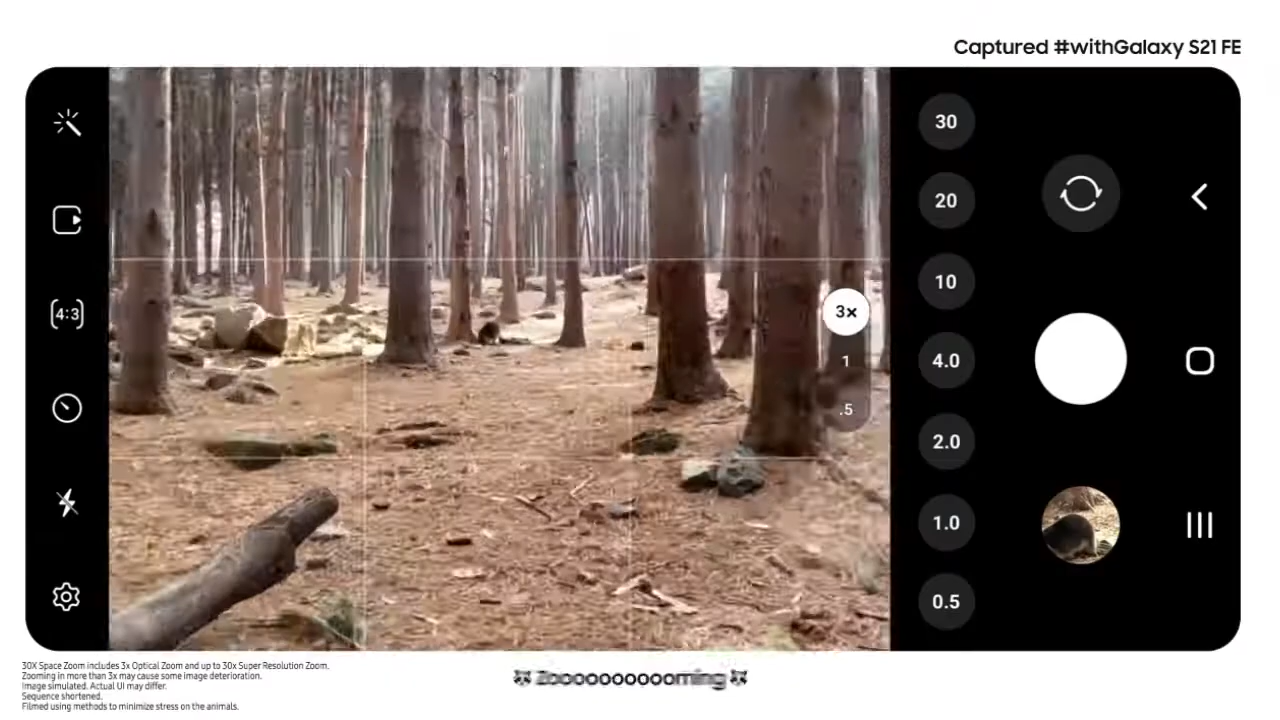 Captured #withGalaxy S21 FE
30
20
10
4.0
2.0
1.0
0.5
3x
1
.5
4:3
30X Space Zoom includes 3x Optical Zoom and up to 30x Super Resolution Zoom.
Zooming in more than 3x may cause some image deterioration.
Image simulated. Actual UI may differ.
Sequence shortened.
Filmed using methods to minimize stress on the animals.
🦝 Zooooooooooming 🦝